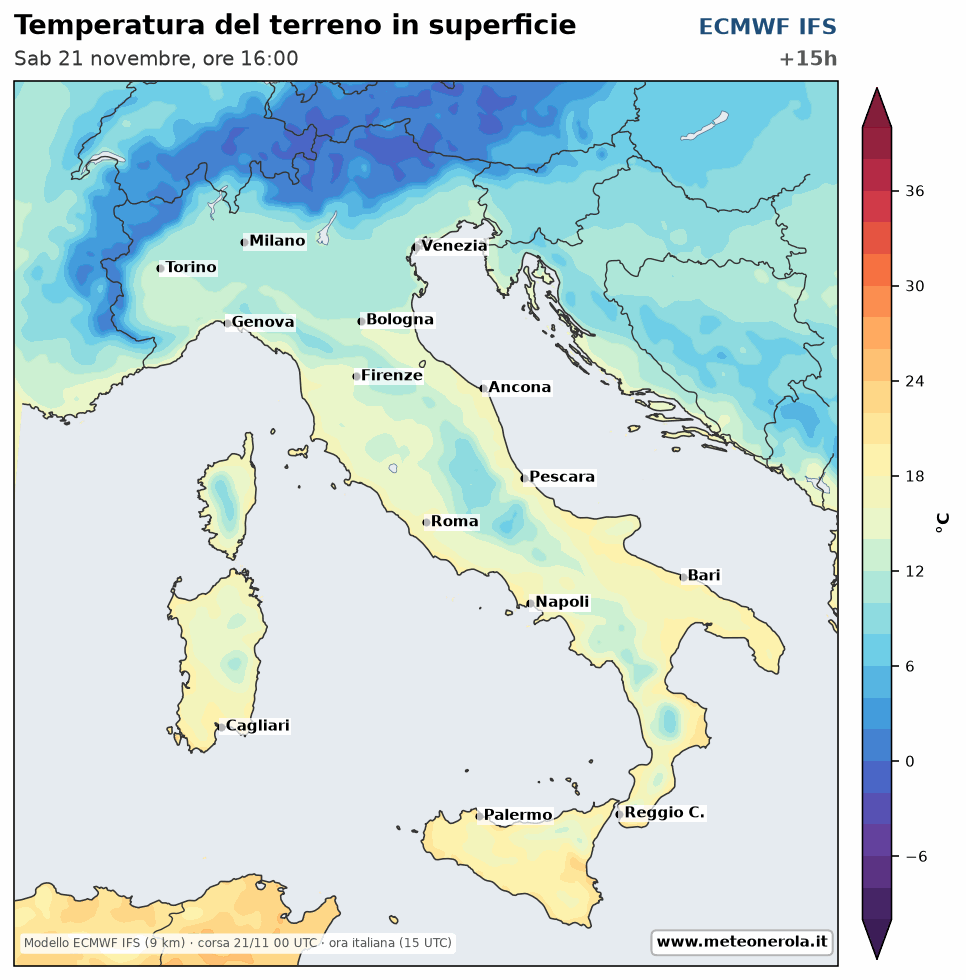 Temperatura del terreno in superficie
ECMWF IFS
Sab 21 novembre, ore 16:00
+15h
Milano
Venezia
Torino
Genova
Bologna
Firenze
Ancona
Pescara
Roma
Bari
Napoli
Cagliari
Palermo
Reggio C.
36
30
24
18
12
6
0
−6
°C
Modello ECMWF IFS (9 km) · corsa 21/11 00 UTC · ora italiana (15 UTC)
www.meteonerola.it